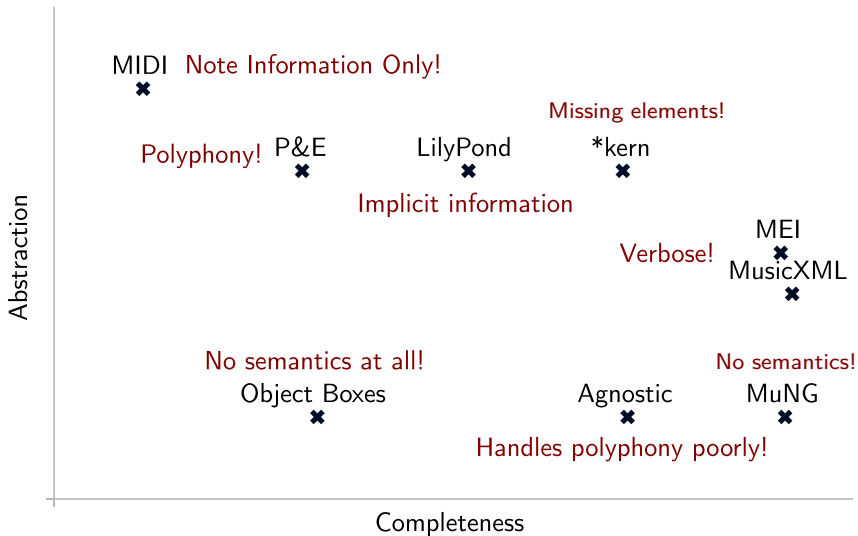 MIDI Note Information Only!
Missing elements!
Polyphony! P&E LilyPond *kern
Implicit information
MEI
Verbose!
MusicXML
Abstraction
No semantics at all! No semantics!
Object Boxes Agnostic MuNG
Handles polyphony poorly!
Completeness